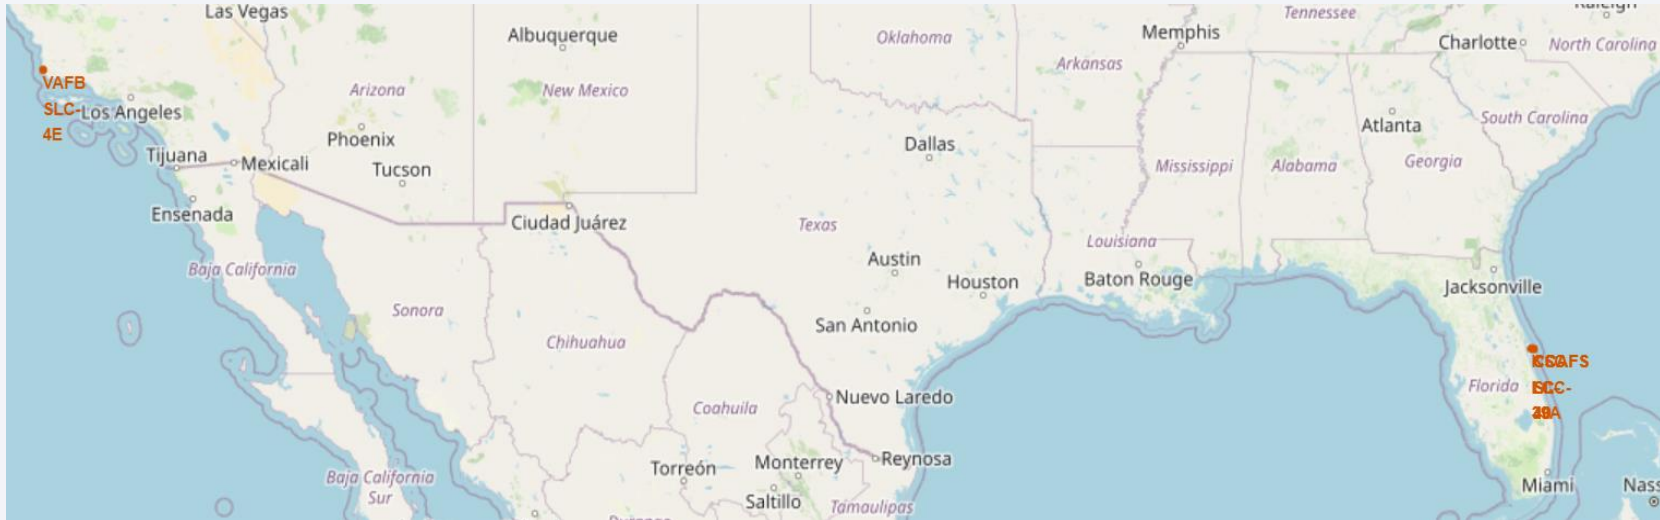 Las Vegas
Tennessee
Raleigh
Albuquerque
Oklahoma
Memphis
Charlotte
North Carolina
Arkansas
VAFB
SLC-
4E
Los Angeles
Arizona
New Mexico
South Carolina
Phoenix
Dallas
Atlanta
Tijuana
Mexicali
Tucson
Mississippi
Alabama
Georgia
Ensenada
Ciudad Juárez
Texas
Louisiana
Baja California
Austin
Houston
Baton Rouge
Jacksonville
Sonora
San Antonio
Chihuahua
Florida
Coahuila
Nuevo Laredo
Torreón
Monterrey
Reynosa
Baja California
Sur
Saltillo
Tamaulipas
Miami
Nass
Durango